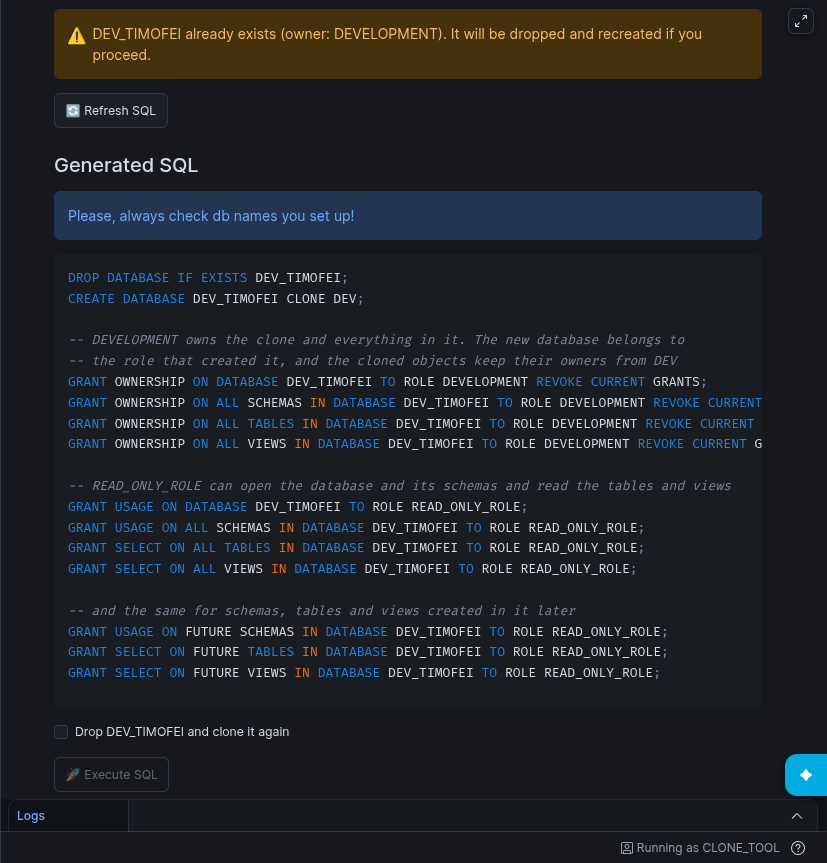 ⚠️ DEV_TIMOFEI already exists (owner: DEVELOPMENT). It will be dropped and recreated if you
proceed.
🔄 Refresh SQL
Generated SQL
Please, always check db names you set up!
DROP DATABASE IF EXISTS DEV_TIMOFEI;
CREATE DATABASE DEV_TIMOFEI CLONE DEV;
-- DEVELOPMENT owns the clone and everything in it. The new database belongs to
-- the role that created it, and the cloned objects keep their owners from DEV
GRANT OWNERSHIP ON DATABASE DEV_TIMOFEI TO ROLE DEVELOPMENT REVOKE CURRENT GRANTS;
GRANT OWNERSHIP ON ALL SCHEMAS IN DATABASE DEV_TIMOFEI TO ROLE DEVELOPMENT REVOKE CURRENT
GRANT OWNERSHIP ON ALL TABLES IN DATABASE DEV_TIMOFEI TO ROLE DEVELOPMENT REVOKE CURRENT
GRANT OWNERSHIP ON ALL VIEWS IN DATABASE DEV_TIMOFEI TO ROLE DEVELOPMENT REVOKE CURRENT G
-- READ_ONLY_ROLE can open the database and its schemas and read the tables and views
GRANT USAGE ON DATABASE DEV_TIMOFEI TO ROLE READ_ONLY_ROLE;
GRANT USAGE ON ALL SCHEMAS IN DATABASE DEV_TIMOFEI TO ROLE READ_ONLY_ROLE;
GRANT SELECT ON ALL TABLES IN DATABASE DEV_TIMOFEI TO ROLE READ_ONLY_ROLE;
GRANT SELECT ON ALL VIEWS IN DATABASE DEV_TIMOFEI TO ROLE READ_ONLY_ROLE;
-- and the same for schemas, tables and views created in it later
GRANT USAGE ON FUTURE SCHEMAS IN DATABASE DEV_TIMOFEI TO ROLE READ_ONLY_ROLE;
GRANT SELECT ON FUTURE TABLES IN DATABASE DEV_TIMOFEI TO ROLE READ_ONLY_ROLE;
GRANT SELECT ON FUTURE VIEWS IN DATABASE DEV_TIMOFEI TO ROLE READ_ONLY_ROLE;
Drop DEV_TIMOFEI and clone it again
🚀 Execute SQL
Logs
Running as CLONE_TOOL